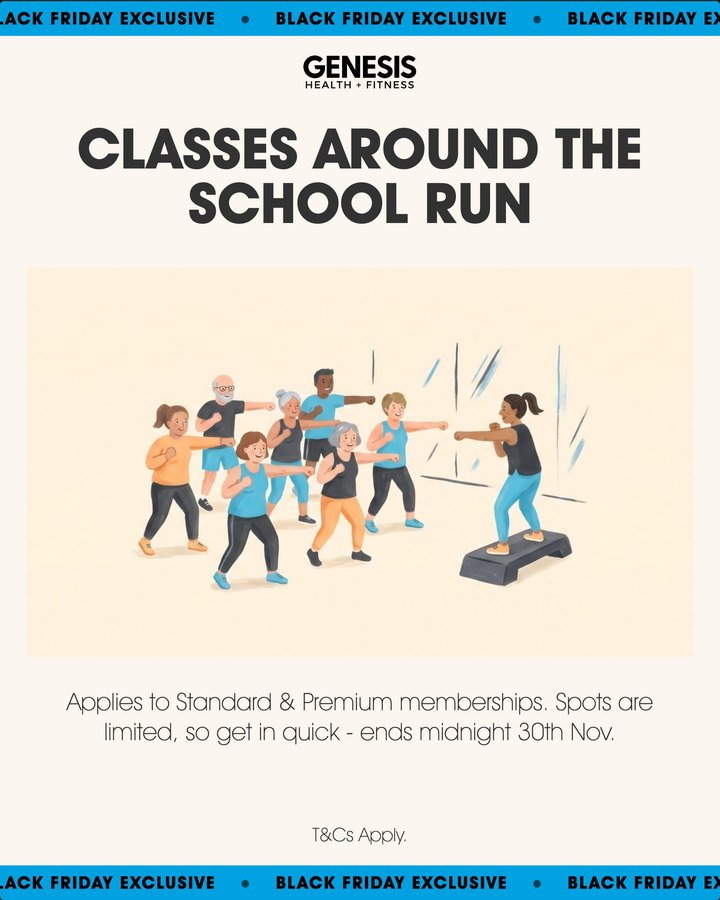 LACK FRIDAY EXCLUSIVE • BLACK FRIDAY EXCLUSIVE • BLACK FRIDAY EX
GENESIS
HEALTH + FITNESS
CLASSES AROUND THE
SCHOOL RUN
Applies to Standard & Premium memberships. Spots are
limited, so get in quick - ends midnight 30th Nov.
T&Cs Apply.
LACK FRIDAY EXCLUSIVE • BLACK FRIDAY EXCLUSIVE • BLACK FRIDAY EX